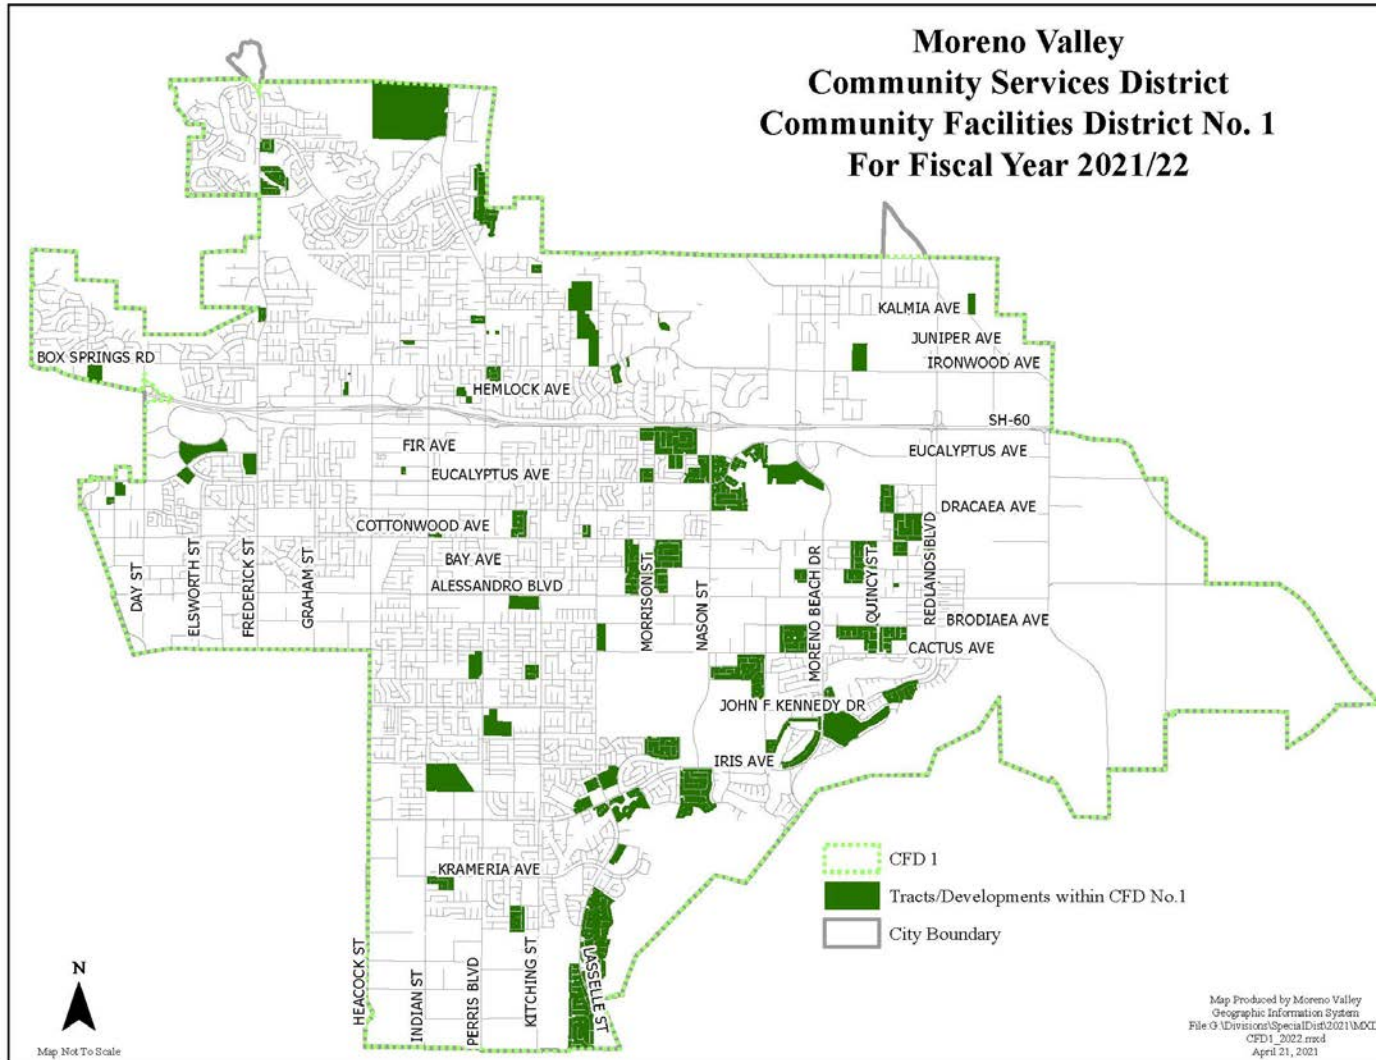 Moreno Valley
Community Services District
Community Facilities District No. 1
For Fiscal Year 2021/22
KALMIA AVE
JUNIPER AVE
BOX SPRINGS RD
IRONWOOD AVE
HEMLOCK AVE
SH-60
FIR AVE
EUCALYPTUS AVE
EUCALYPTUS AVE
DRACAEA AVE
COTTONWOOD AVE
BAY AVE
ALESSANDRO BLVD
DAY ST
ELSWORTH ST
FREDERICK ST
GRAHAM ST
MORRISON ST
NASON ST
MORENO BEACH DR
QUINCY ST
REDLANDS BLVD
BRODIAEA AVE
CACTUS AVE
JOHN F KENNEDY DR
IRIS AVE
KRAMERIA AVE
HEACOCK ST
INDIAN ST
PERRIS BLVD
KITCHING ST
LASSELLE ST
CFD 1
Tracts/Developments within CFD No.1
City Boundary
N
Map Not To Scale
Map Produced by Moreno Valley
Geographic Information System
File:G:\Divisions\SpecialDist\2021\MXD
CFD1_2022.mxd
April 21, 2021